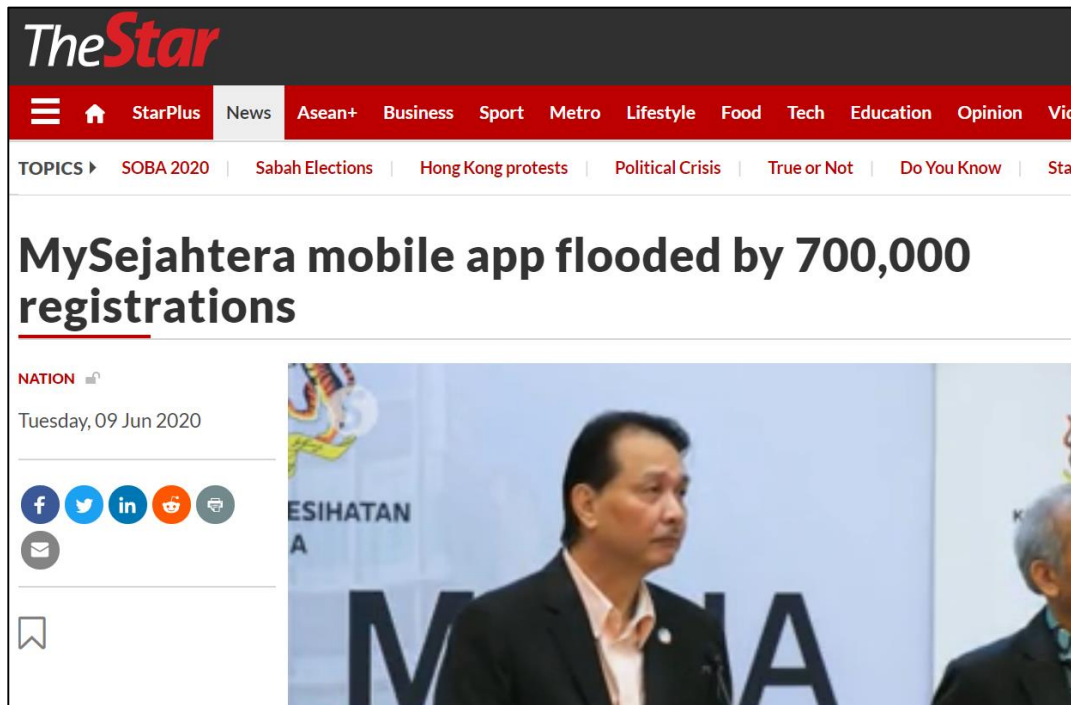 TheStar
StarPlus News Asean+ Business Sport Metro Lifestyle Food Tech Education Opinion
TOPICS SOBA 2020 Sabah Elections Hong Kong protests Political Crisis True or Not Do You Know
MySejahtera mobile app flooded by 700,000
registrations
NATION
Tuesday, 09 Jun 2020
ESIHATAN
A